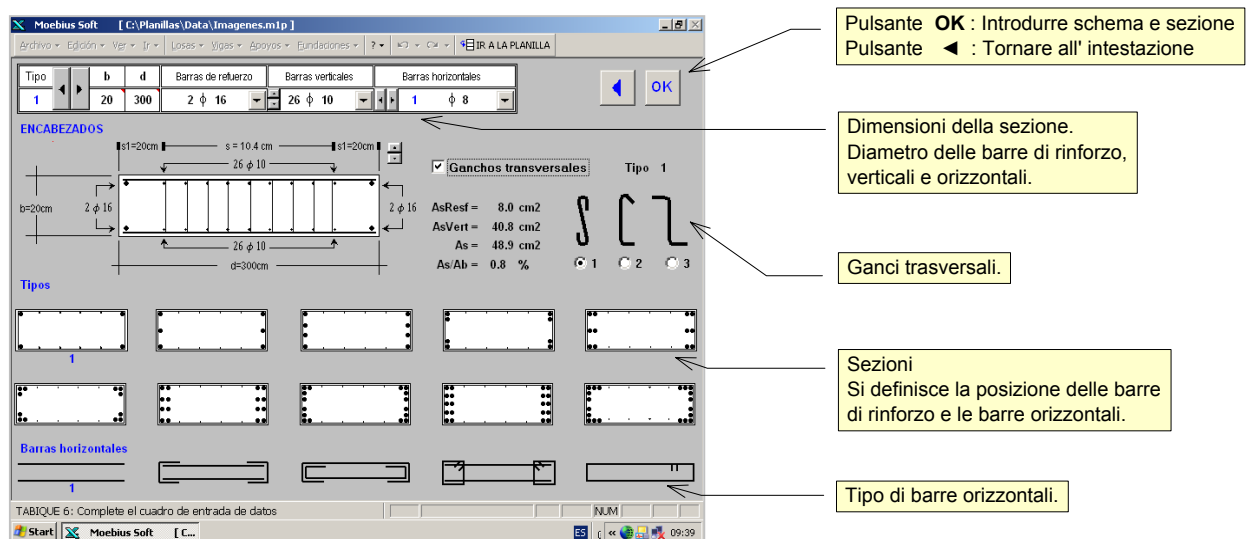 Moebius Soft [ C:\Planillas\Data\Imagenes.m1p ]
Archivo Edición Ver Ir Losas Vigas Apoyos Fundaciones ? IR A LA PLANILLA
Tipo b d Barras de refuerzo Barras verticales Barras horizontales
1 20 300 2 ϕ 16 26 ϕ 10 1 ϕ 8
OK
ENCABEZADOS
s1=20cm s = 10.4 cm s1=20cm
26 ϕ 10
b=20cm 2 ϕ 16 2 ϕ 16
26 ϕ 10
d=300cm
Ganchos transversales Tipo 1
AsResf = 8.0 cm2
AsVert = 40.8 cm2
As = 48.9 cm2
As/Ab = 0.8 %
1 2 3
Tipos
1
Barras horizontales
1
TABIQUE 6: Complete el cuadro de entrada de datos NUM
Start Moebius Soft [ C... ES « 09:39
Pulsante OK : Introdurre schema e sezione
Pulsante ◄ : Tornare all' intestazione
Dimensioni della sezione.
Diametro delle barre di rinforzo,
verticali e orizzontali.
Ganci trasversali.
Sezioni
Si definisce la posizione delle barre
di rinforzo e le barre orizzontali.
Tipo di barre orizzontali.